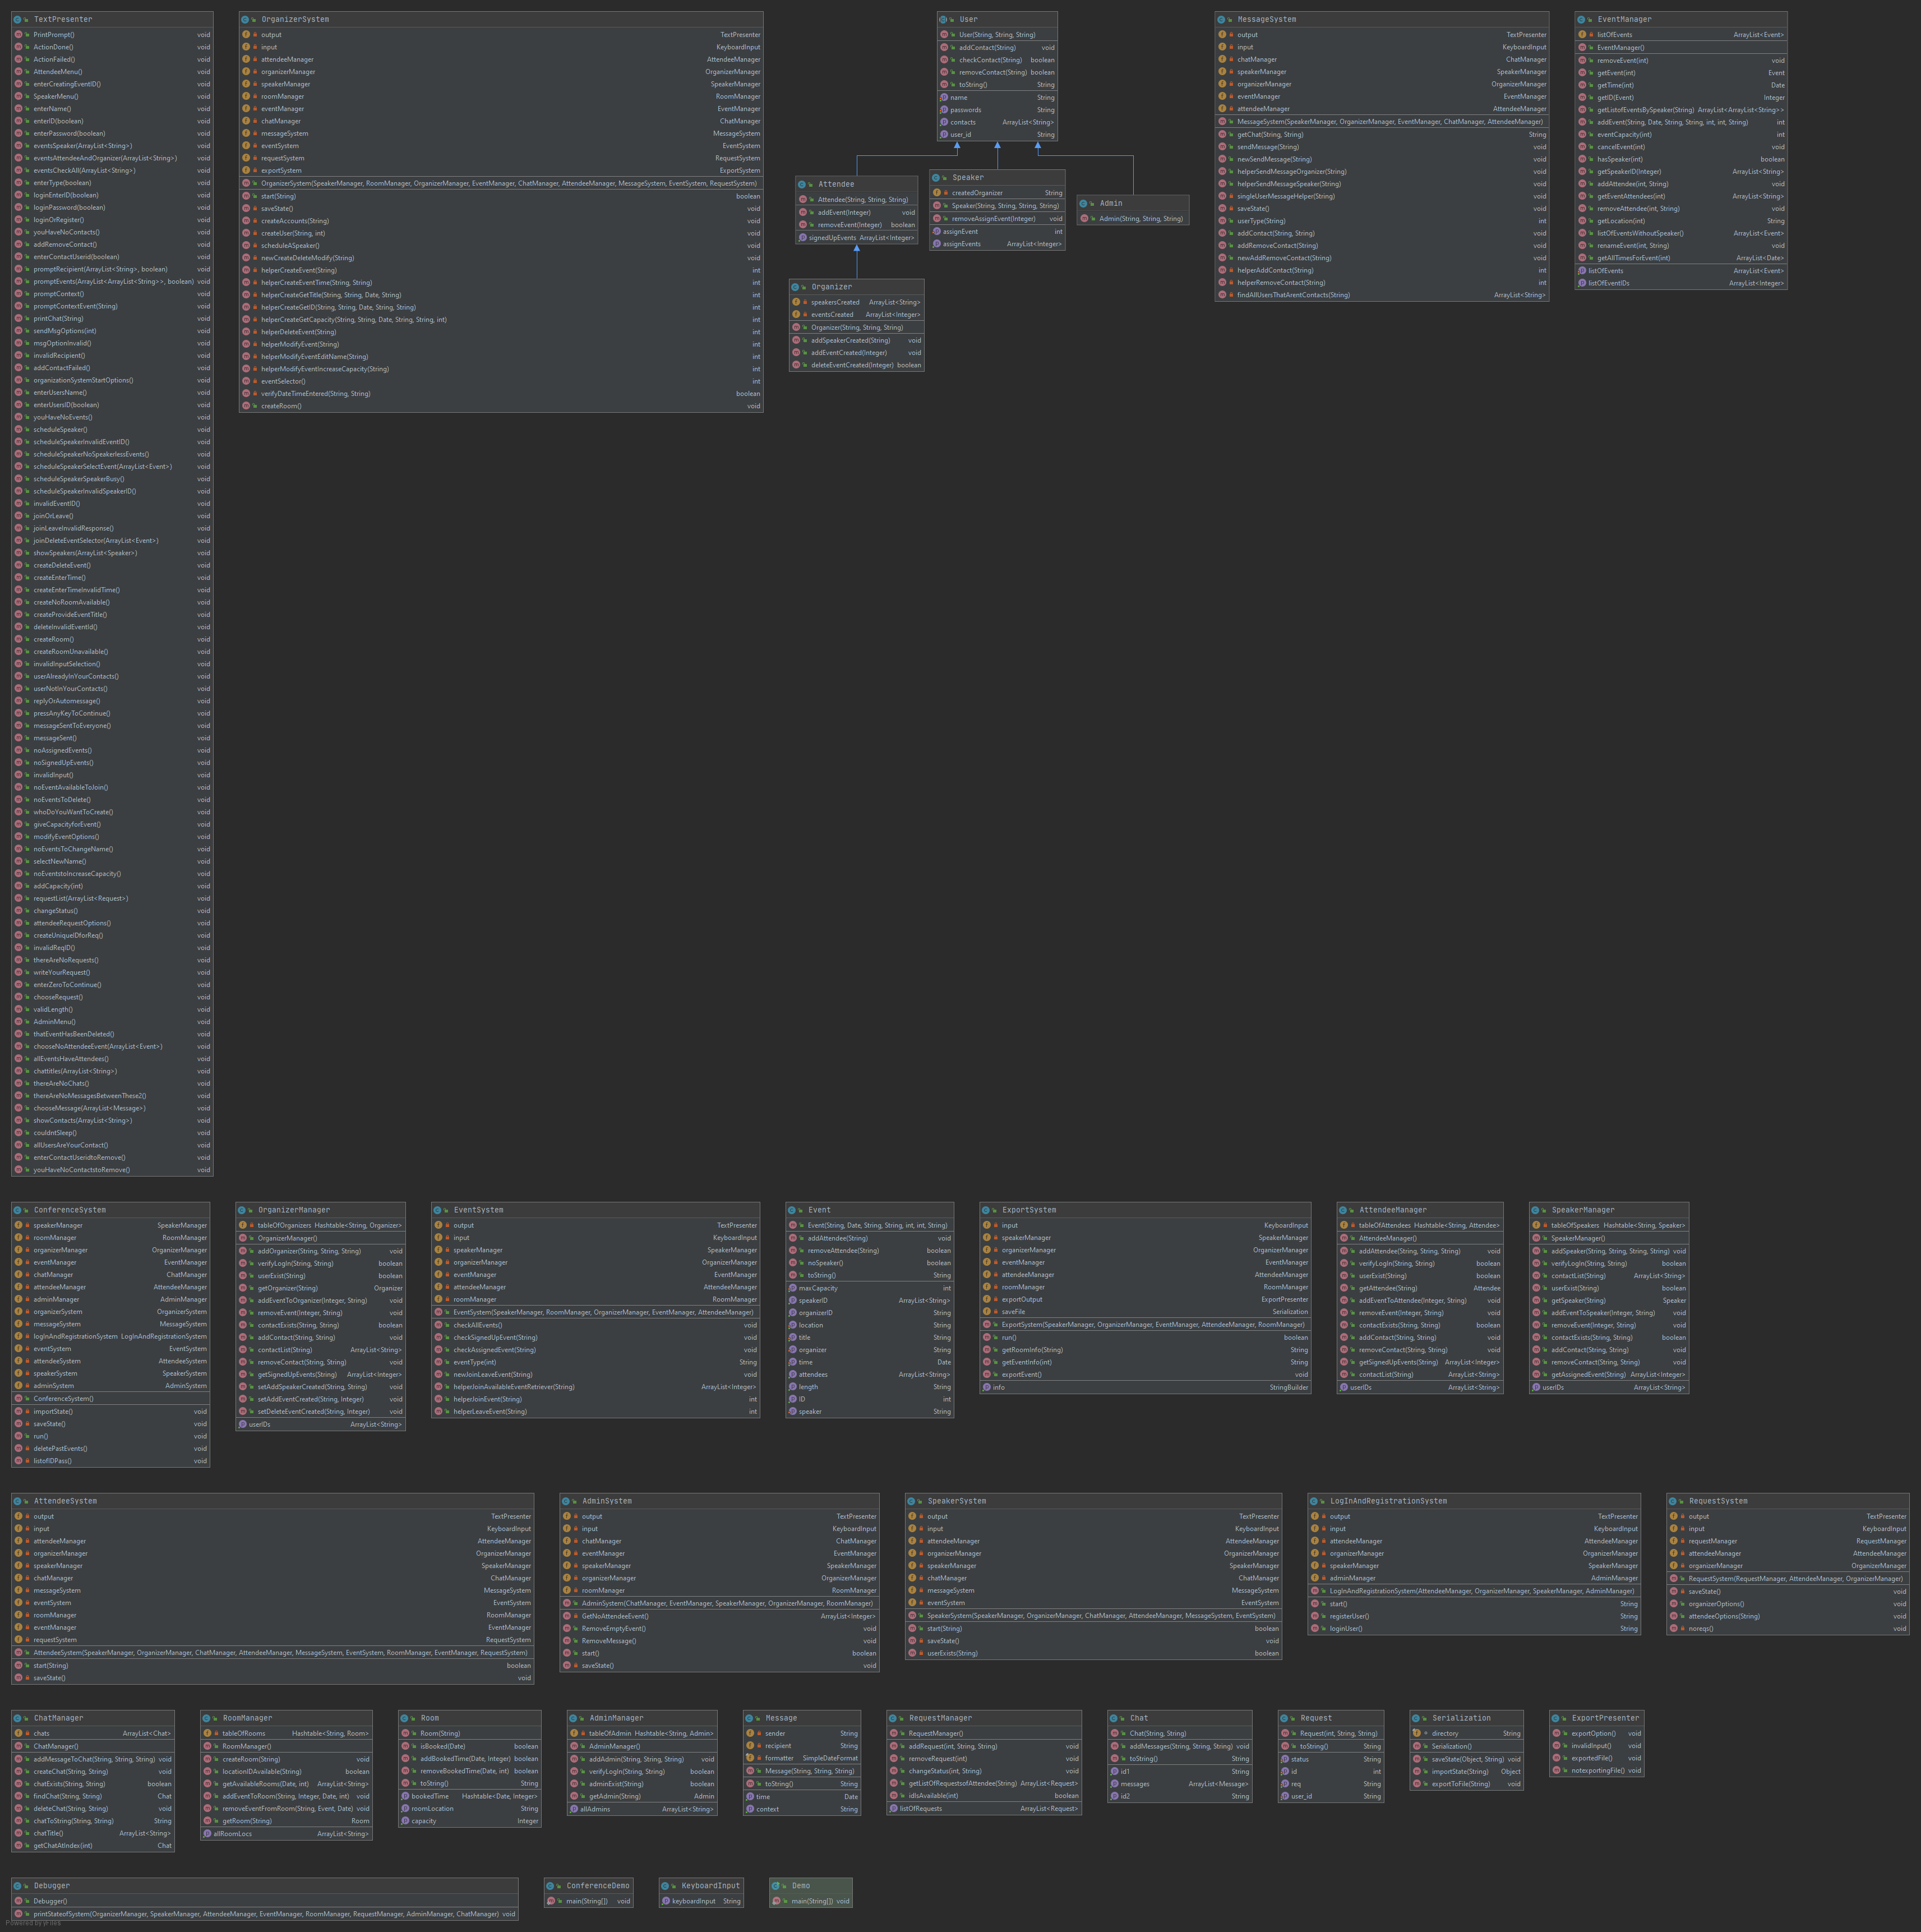 TextPresenter
PrintPrompt() void
ActionDone() void
ActionFailed() void
AttendeeMenu() void
enterCreatingEventID() void
SpeakerMenu() void
enterName() void
enterID(boolean) void
enterPassword(boolean) void
eventsSpeaker(ArrayList<String>) void
eventsAttendeeAndOrganizer(ArrayList<String>) void
eventsCheckAll(ArrayList<String>) void
enterType(boolean) void
loginEnterID(boolean) void
loginPassword(boolean) void
loginOrRegister() void
youHaveNoContacts() void
addRemoveContact() void
enterContactUserid(boolean) void
promptRecipient(ArrayList<String>, boolean) void
promptEvents(ArrayList<ArrayList<String>>, boolean) void
promptContext() void
promptContextEvent(String) void
printChat(String) void
sendMsgOptions(int) void
msgOptionInvalid() void
invalidRecipient() void
addContactFailed() void
organizationSystemStartOptions() void
enterUsersName() void
enterUsersID(boolean) void
youHaveNoEvents() void
scheduleSpeaker() void
scheduleSpeakerInvalidEventID() void
scheduleSpeakerNoSpeakerlessEvents() void
scheduleSpeakerSelectEvent(ArrayList<Event>) void
scheduleSpeakerSpeakerBusy() void
scheduleSpeakerInvalidSpeakerID() void
invalidEventID() void
joinOrLeave() void
joinLeaveInvalidResponse() void
joinDeleteEventSelector(ArrayList<Event>) void
showSpeakers(ArrayList<Speaker>) void
createDeleteEvent() void
createEnterTime() void
createEnterTimeInvalidTime() void
createNoRoomAvailable() void
createProvideEventTitle() void
deleteInvalidEventId() void
createRoom() void
createRoomUnavailable() void
invalidInputSelection() void
userAlreadyInYourContacts() void
userNotInYourContacts() void
replyOrAutomessage() void
pressAnyKeyToContinue() void
messageSentToEveryone() void
messageSent() void
noAssignedEvents() void
noSignedUpEvents() void
invalidInput() void
noEventAvailableToJoin() void
noEventsToDelete() void
whoDoYouWantToCreate() void
giveCapacityforEvent() void
modifyEventOptions() void
noEventsToChangeName() void
selectNewName() void
noEventstoIncreaseCapacity() void
addCapacity(int) void
requestList(ArrayList<Request>) void
changeStatus() void
attendeeRequestOptions() void
createUniqueIDforReq() void
invalidReqID() void
thereAreNoRequests() void
writeYourRequest() void
enterZeroToContinue() void
chooseRequest() void
validLength() void
AdminMenu() void
thatEventHasBeenDeleted() void
chooseNoAttendeeEvent(ArrayList<Event>) void
allEventsHaveAttendees() void
chattitles(ArrayList<String>) void
thereAreNoChats() void
thereAreNoMessagesBetweenThese2() void
chooseMessage(ArrayList<Message>) void
showContacts(ArrayList<String>) void
couldntSleep() void
allUsersAreYourContact() void
enterContactUseridtoRemove() void
youHaveNoContactstoRemove() void
OrganizerSystem
output TextPresenter
input KeyboardInput
attendeeManager AttendeeManager
organizerManager OrganizerManager
speakerManager SpeakerManager
roomManager RoomManager
eventManager EventManager
chatManager ChatManager
messageSystem MessageSystem
eventSystem EventSystem
requestSystem RequestSystem
exportSystem ExportSystem
OrganizerSystem(SpeakerManager, RoomManager, OrganizerManager, EventManager, ChatManager, AttendeeManager, MessageSystem, EventSystem, RequestSystem)
start(String) boolean
saveState() void
createAccounts(String) void
createUser(String, int) void
scheduleASpeaker() void
newCreateDeleteModify(String) void
helperCreateEvent(String) int
helperCreateEventTime(String, String) int
helperCreateGetTitle(String, String, Date, String) int
helperCreateGetID(String, String, Date, String, String) int
helperCreateGetCapacity(String, String, Date, String, String, int) int
helperDeleteEvent(String) int
helperModifyEvent(String) int
helperModifyEventEditName(String) int
helperModifyEventIncreaseCapacity(String) int
eventSelector() int
verifyDateTimeEntered(String, String) boolean
createRoom() void
User
User(String, String, String)
addContact(String) void
checkContact(String) boolean
removeContact(String) boolean
toString() String
name String
passwords String
contacts ArrayList<String>
user_id String
Attendee
Attendee(String, String, String)
addEvent(Integer) void
removeEvent(Integer) boolean
signedUpEvents ArrayList<Integer>
Speaker
createdOrganizer String
Speaker(String, String, String, String)
removeAssignEvent(Integer) void
assignEvent int
assignEvents ArrayList<Integer>
Admin
Admin(String, String, String)
Organizer
speakersCreated ArrayList<String>
eventsCreated ArrayList<Integer>
Organizer(String, String, String)
addSpeakerCreated(String) void
addEventCreated(Integer) void
deleteEventCreated(Integer) boolean
MessageSystem
output TextPresenter
input KeyboardInput
chatManager ChatManager
speakerManager SpeakerManager
organizerManager OrganizerManager
eventManager EventManager
attendeeManager AttendeeManager
MessageSystem(SpeakerManager, OrganizerManager, EventManager, ChatManager, AttendeeManager)
getChat(String, String) String
sendMessage(String) void
newSendMessage(String) void
helperSendMessageOrganizer(String) void
helperSendMessageSpeaker(String) void
singleUserMessageHelper(String) void
saveState() void
userType(String) int
addContact(String, String) void
addRemoveContact(String) void
newAddRemoveContact(String) void
helperAddContact(String) int
helperRemoveContact(String) int
findAllUsersThatArentContacts(String) ArrayList<String>
EventManager
listOfEvents ArrayList<Event>
EventManager()
removeEvent(int) void
getEvent(int) Event
getTime(int) Date
getID(Event) Integer
getListofEventsBySpeaker(String) ArrayList<ArrayList<String>>
addEvent(String, Date, String, String, int, int, String) int
eventCapacity(int) int
cancelEvent(int) void
hasSpeaker(int) boolean
getSpeakerID(Integer) ArrayList<String>
addAttendee(int, String) void
getEventAttendees(int) ArrayList<String>
removeAttendee(int, String) void
getLocation(int) String
listOfEventsWithoutSpeaker() ArrayList<Event>
renameEvent(int, String) void
getAllTimesForEvent(int) ArrayList<Date>
listOfEvents ArrayList<Event>
listOfEventIDs ArrayList<Integer>
ConferenceSystem
speakerManager SpeakerManager
roomManager RoomManager
organizerManager OrganizerManager
eventManager EventManager
chatManager ChatManager
attendeeManager AttendeeManager
adminManager AdminManager
organizerSystem OrganizerSystem
messageSystem MessageSystem
logInAndRegistrationSystem LogInAndRegistrationSystem
eventSystem EventSystem
attendeeSystem AttendeeSystem
speakerSystem SpeakerSystem
adminSystem AdminSystem
ConferenceSystem()
importState() void
saveState() void
run() void
deletePastEvents() void
listofIDPass() void
OrganizerManager
tableOfOrganizers Hashtable<String, Organizer>
OrganizerManager()
addOrganizer(String, String, String) void
verifyLogIn(String, String) boolean
userExist(String) boolean
getOrganizer(String) Organizer
addEventToOrganizer(Integer, String) void
removeEvent(Integer, String) void
contactExists(String, String) boolean
addContact(String, String) void
contactList(String) ArrayList<String>
removeContact(String, String) void
getSignedUpEvents(String) ArrayList<Integer>
setAddSpeakerCreated(String, String) void
setAddEventCreated(String, Integer) void
setDeleteEventCreated(String, Integer) void
userIDs ArrayList<String>
EventSystem
output TextPresenter
input KeyboardInput
speakerManager SpeakerManager
organizerManager OrganizerManager
eventManager EventManager
attendeeManager AttendeeManager
roomManager RoomManager
EventSystem(SpeakerManager, RoomManager, OrganizerManager, EventManager, AttendeeManager)
checkAllEvents() void
checkSignedUpEvent(String) void
checkAssignedEvent(String) void
eventType(int) String
newJoinLeaveEvent(String) void
helperJoinAvailableEventRetriever(String) ArrayList<Integer>
helperJoinEvent(String) int
helperLeaveEvent(String) int
Event
Event(String, Date, String, String, int, int, String)
addAttendee(String) void
removeAttendee(String) boolean
noSpeaker() boolean
toString() String
maxCapacity int
speakerID ArrayList<String>
organizerID String
location String
title String
organizer String
time Date
attendees ArrayList<String>
length String
ID int
speaker String
ExportSystem
input KeyboardInput
speakerManager SpeakerManager
organizerManager OrganizerManager
eventManager EventManager
attendeeManager AttendeeManager
roomManager RoomManager
exportOutput ExportPresenter
saveFile Serialization
ExportSystem(SpeakerManager, OrganizerManager, EventManager, AttendeeManager, RoomManager)
run() boolean
getRoomInfo(String) String
getEventInfo(int) String
exportEvent() void
info StringBuilder
AttendeeManager
tableOfAttendees Hashtable<String, Attendee>
AttendeeManager()
addAttendee(String, String, String) void
verifyLogIn(String, String) boolean
userExist(String) boolean
getAttendee(String) Attendee
addEventToAttendee(Integer, String) void
removeEvent(Integer, String) void
contactExists(String, String) boolean
addContact(String, String) void
removeContact(String, String) void
getSignedUpEvents(String) ArrayList<Integer>
contactList(String) ArrayList<String>
userIDs ArrayList<String>
SpeakerManager
tableOfSpeakers Hashtable<String, Speaker>
SpeakerManager()
addSpeaker(String, String, String, String) void
verifyLogIn(String, String) boolean
contactList(String) ArrayList<String>
userExist(String) boolean
getSpeaker(String) Speaker
addEventToSpeaker(Integer, String) void
removeEvent(Integer, String) void
contactExists(String, String) boolean
addContact(String, String) void
removeContact(String, String) void
getAssignedEvent(String) ArrayList<Integer>
userIDs ArrayList<String>
AttendeeSystem
output TextPresenter
input KeyboardInput
attendeeManager AttendeeManager
organizerManager OrganizerManager
speakerManager SpeakerManager
chatManager ChatManager
messageSystem MessageSystem
eventSystem EventSystem
roomManager RoomManager
eventManager EventManager
requestSystem RequestSystem
AttendeeSystem(SpeakerManager, OrganizerManager, ChatManager, AttendeeManager, MessageSystem, EventSystem, RoomManager, EventManager, RequestSystem)
start(String) boolean
saveState() void
AdminSystem
output TextPresenter
input KeyboardInput
chatManager ChatManager
eventManager EventManager
speakerManager SpeakerManager
organizerManager OrganizerManager
roomManager RoomManager
AdminSystem(ChatManager, EventManager, SpeakerManager, OrganizerManager, RoomManager)
GetNoAttendeeEvent() ArrayList<Integer>
RemoveEmptyEvent() void
RemoveMessage() void
start() boolean
saveState() void
SpeakerSystem
output TextPresenter
input KeyboardInput
attendeeManager AttendeeManager
organizerManager OrganizerManager
speakerManager SpeakerManager
chatManager ChatManager
messageSystem MessageSystem
eventSystem EventSystem
SpeakerSystem(SpeakerManager, OrganizerManager, ChatManager, AttendeeManager, MessageSystem, EventSystem)
start(String) boolean
saveState() void
userExists(String) boolean
LogInAndRegistrationSystem
output TextPresenter
input KeyboardInput
attendeeManager AttendeeManager
organizerManager OrganizerManager
speakerManager SpeakerManager
adminManager AdminManager
LogInAndRegistrationSystem(AttendeeManager, OrganizerManager, SpeakerManager, AdminManager)
start() String
registerUser() String
loginUser() String
RequestSystem
output TextPresenter
input KeyboardInput
requestManager RequestManager
attendeeManager AttendeeManager
organizerManager OrganizerManager
RequestSystem(RequestManager, AttendeeManager, OrganizerManager)
saveState() void
organizerOptions() void
attendeeOptions(String) void
noreqs() void
ChatManager
chats ArrayList<Chat>
ChatManager()
addMessageToChat(String, String, String) void
createChat(String, String) void
chatExists(String, String) boolean
findChat(String, String) Chat
deleteChat(String, String) void
chatToString(String, String) String
chatTitle() ArrayList<String>
getChatAtIndex(int) Chat
RoomManager
tableOfRooms Hashtable<String, Room>
RoomManager()
createRoom(String) void
locationIDAvailable(String) boolean
getAvailableRooms(Date, int) ArrayList<String>
addEventToRoom(String, Integer, Date, int) void
removeEventFromRoom(String, Event, Date) void
getRoom(String) Room
allRoomLocs ArrayList<String>
Room
Room(String)
isBooked(Date) boolean
addBookedTime(Date, Integer) boolean
removeBookedTime(Date, int) boolean
toString() String
bookedTime Hashtable<Date, Integer>
roomLocation String
capacity Integer
AdminManager
tableOfAdmin Hashtable<String, Admin>
AdminManager()
addAdmin(String, String, String) void
verifyLogIn(String, String) boolean
adminExist(String) boolean
getAdmin(String) Admin
allAdmins ArrayList<String>
Message
sender String
recipient String
formatter SimpleDateFormat
Message(String, String, String)
toString() String
time Date
context String
RequestManager
RequestManager()
addRequest(int, String, String) void
removeRequest(int) void
changeStatus(int, String) void
getListOfRequestsofAttendee(String) ArrayList<Request>
idIsAvailable(int) boolean
listOfRequests ArrayList<Request>
Chat
Chat(String, String)
addMessages(String, String, String) void
toString() String
id1 String
messages ArrayList<Message>
id2 String
Request
Request(int, String, String)
toString() String
status String
id int
req String
user_id String
Serialization
directory String
Serialization()
saveState(Object, String) void
importState(String) Object
exportToFile(String) void
ExportPresenter
exportOption() void
invalidInput() void
exportedFile() void
notexportingFile() void
Debugger
Debugger()
printStateofSystem(OrganizerManager, SpeakerManager, AttendeeManager, EventManager, RoomManager, RequestManager, AdminManager, ChatManager) void
ConferenceDemo
main(String[]) void
KeyboardInput
keyboardInput String
Demo
main(String[]) void
Powered by yFiles